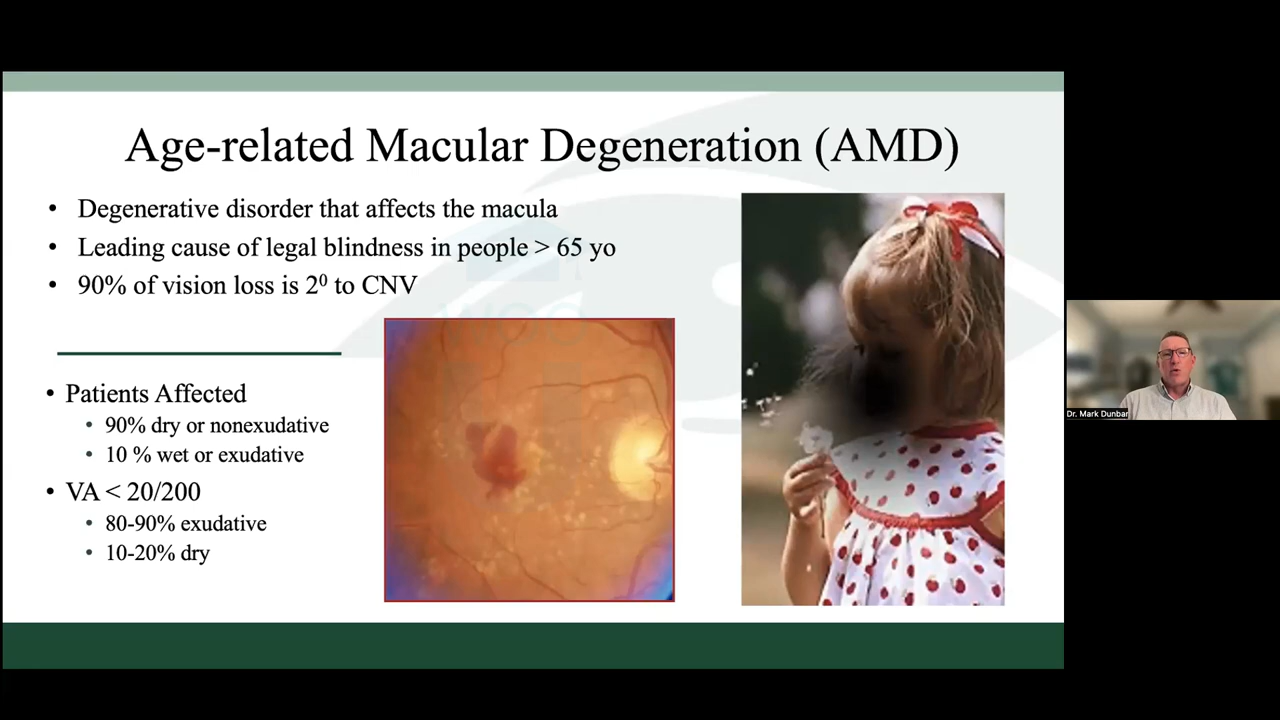 Age-related Macular Degeneration (AMD)
• Degenerative disorder that affects the macula
• Leading cause of legal blindness in people > 65 yo
• 90% of vision loss is 2⁰ to CNV
• Patients Affected
• 90% dry or nonexudative
• 10 % wet or exudative
• VA < 20/200
• 80-90% exudative
• 10-20% dry
Dr. Mark Dunbar